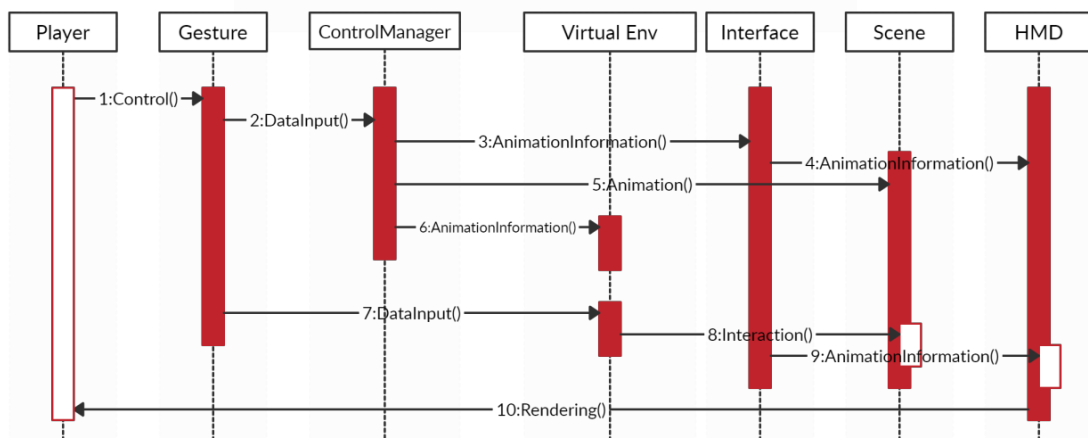 Player
Gesture
ControlManager
Virtual Env
Interface
Scene
HMD
1:Control()
2:DataInput()
3:AnimationInformation()
4:AnimationInformation()
5:Animation()
6:AnimationInformation()
7:DataInput()
8:Interaction()
9:AnimationInformation()
10:Rendering()